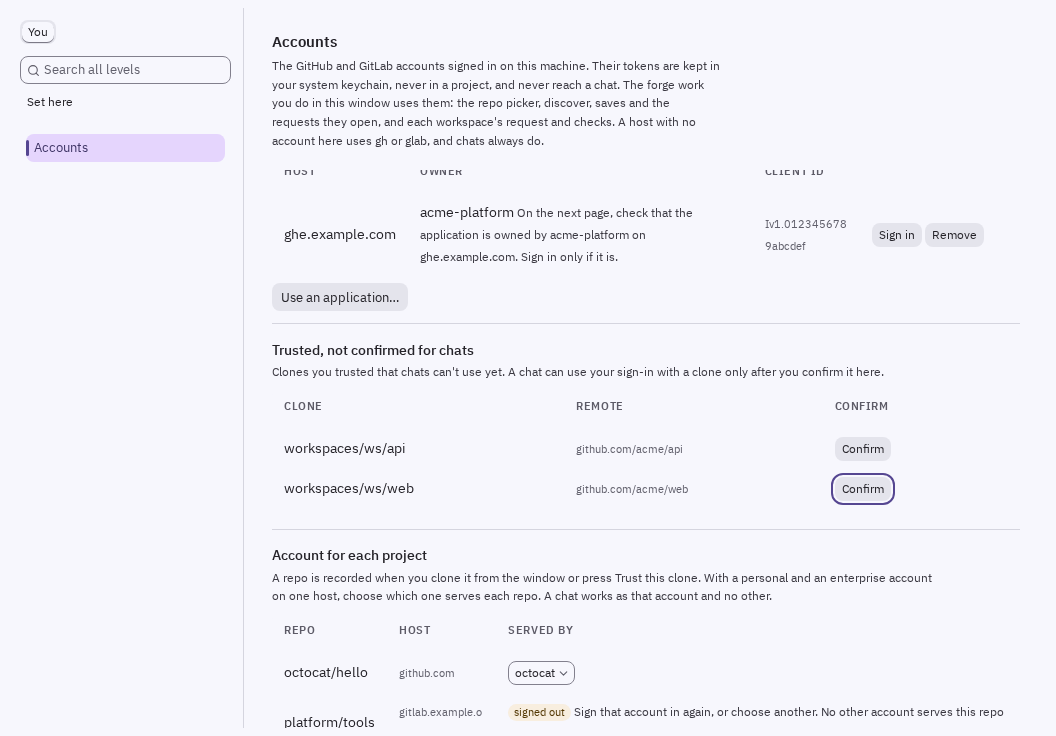 You
Search all levels
Set here
Accounts
Accounts
The GitHub and GitLab accounts signed in on this machine. Their tokens are kept in
your system keychain, never in a project, and never reach a chat. The forge work
you do in this window uses them: the repo picker, discover, saves and the
requests they open, and each workspace's request and checks. A host with no
account here uses gh or glab, and chats always do.
HOST OWNER CLIENT ID
ghe.example.com
acme-platform On the next page, check that the
application is owned by acme-platform on
ghe.example.com. Sign in only if it is.
Iv1.012345678
9abcdef
Sign in Remove
Use an application...
Trusted, not confirmed for chats
Clones you trusted that chats can't use yet. A chat can use your sign-in with a clone only after you confirm it here.
CLONE REMOTE CONFIRM
workspaces/ws/api github.com/acme/api Confirm
workspaces/ws/web github.com/acme/web Confirm
Account for each project
A repo is recorded when you clone it from the window or press Trust this clone. With a personal and an enterprise account
on one host, choose which one serves each repo. A chat works as that account and no other.
REPO HOST SERVED BY
octocat/hello github.com octocat
platform/tools gitlab.example.o signed out Sign that account in again, or choose another. No other account serves this repo